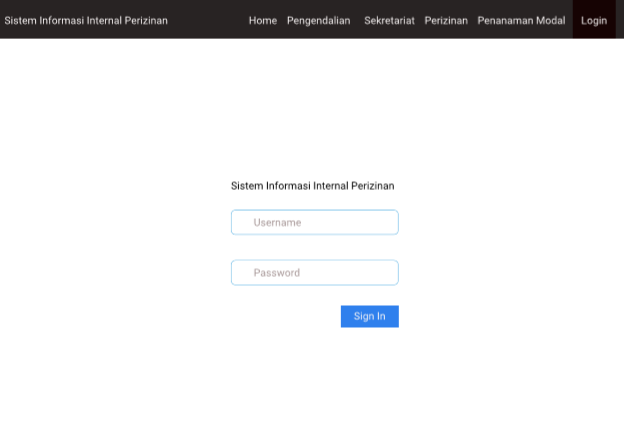 Sistem Informasi Internal Perizinan Home Pengendalian Sekretariat Perizinan Penanaman Modal Login
Sistem Informasi Internal Perizinan
Username
Password
Sign In